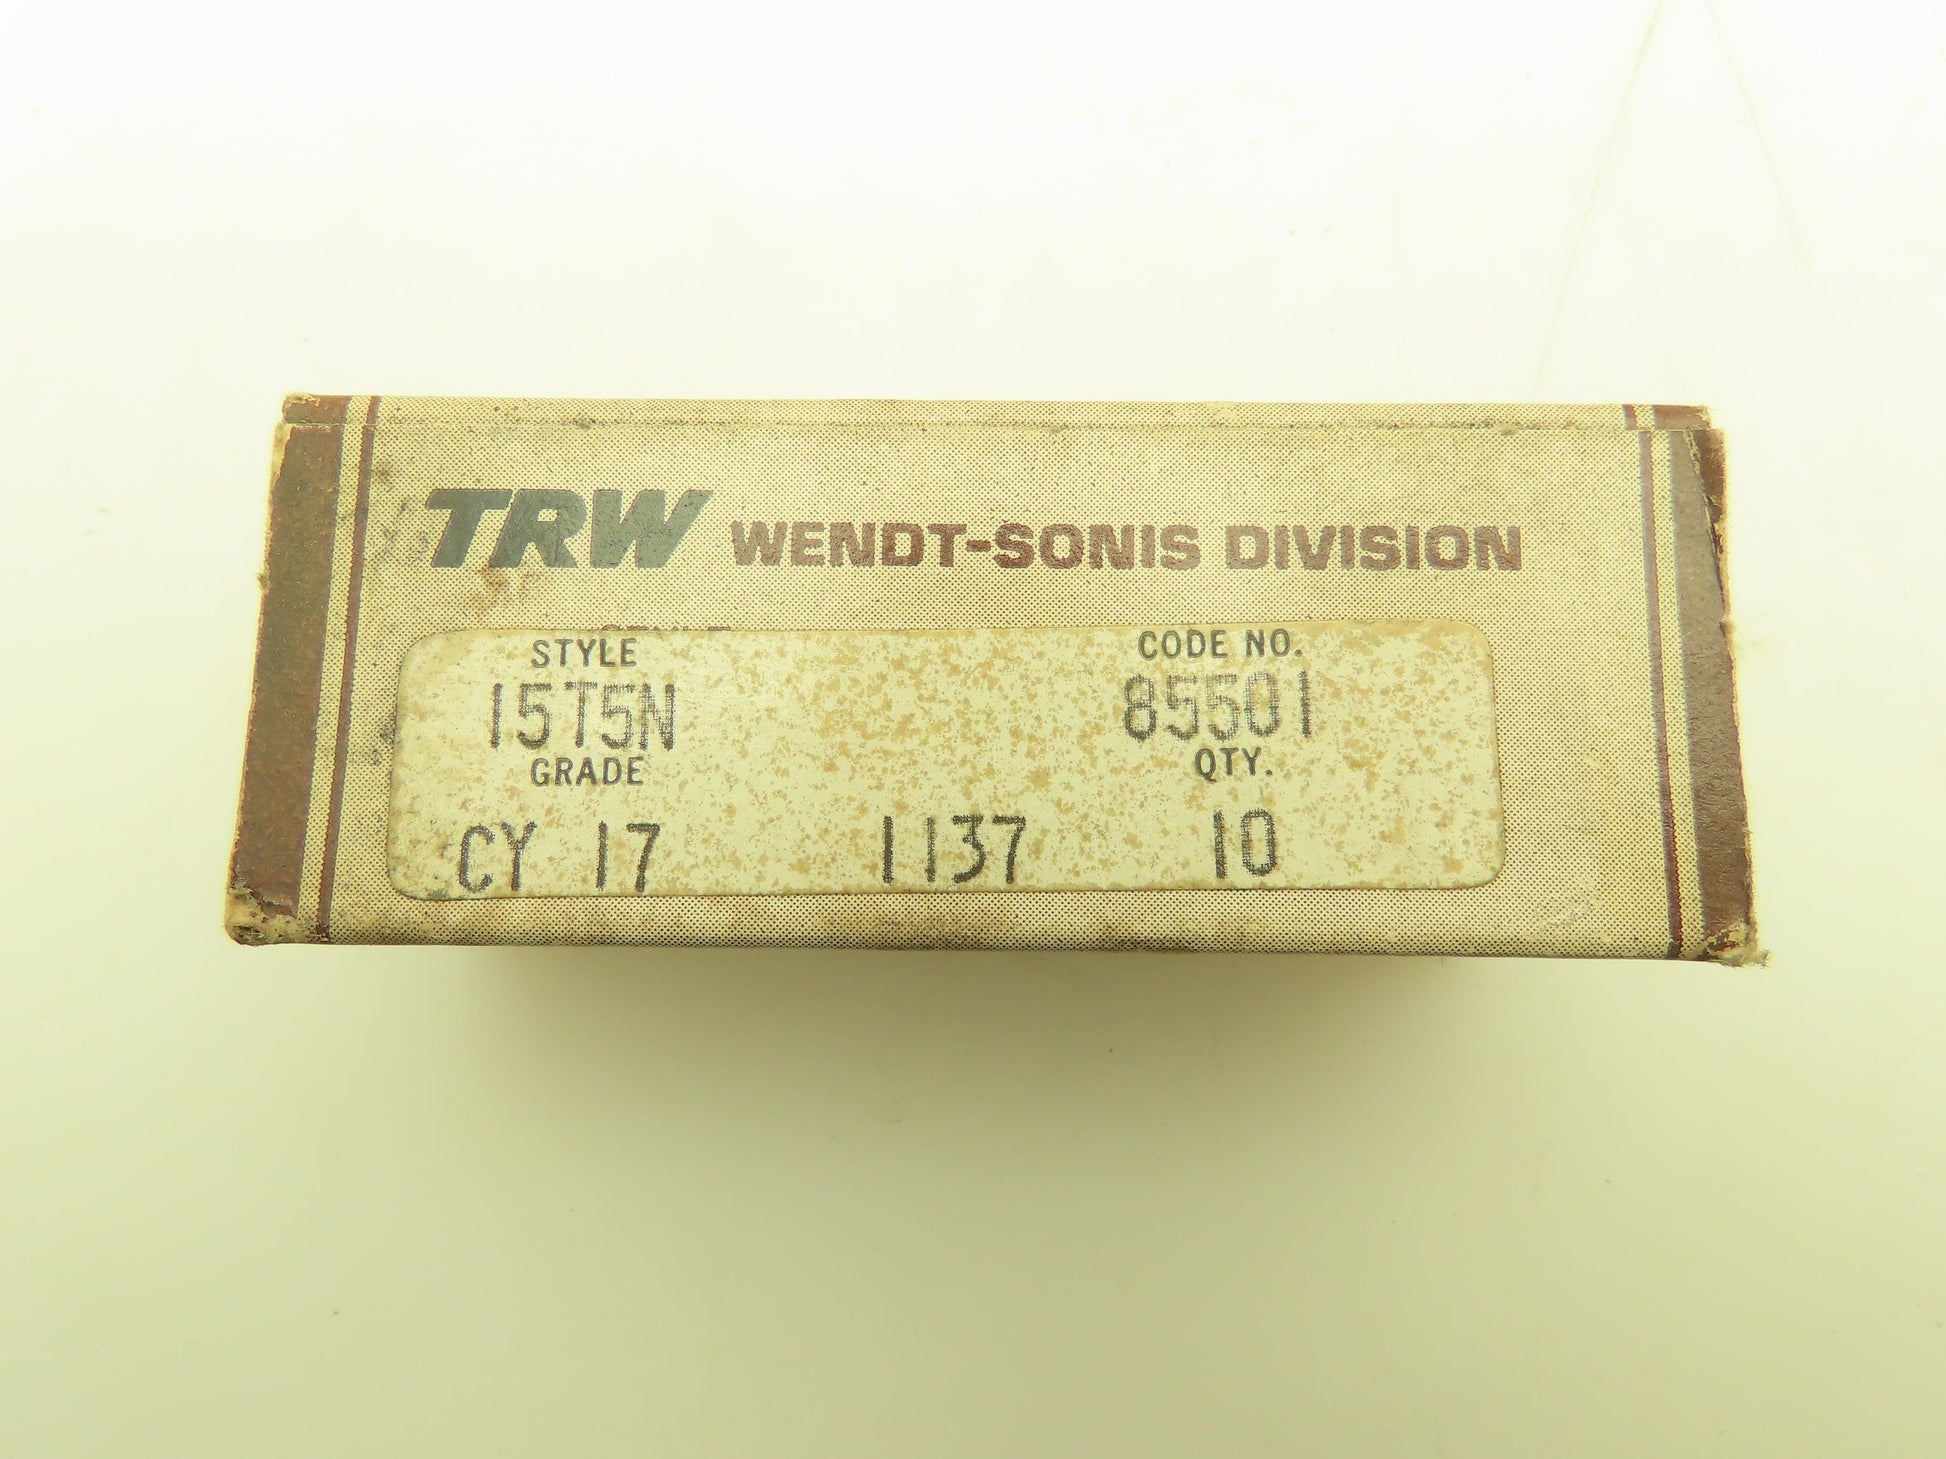 TRW WENDT-SONIS DIVISION
STYLE CODE NO.
15T5N 85501
GRADE QTY.
CY 17 1137 10